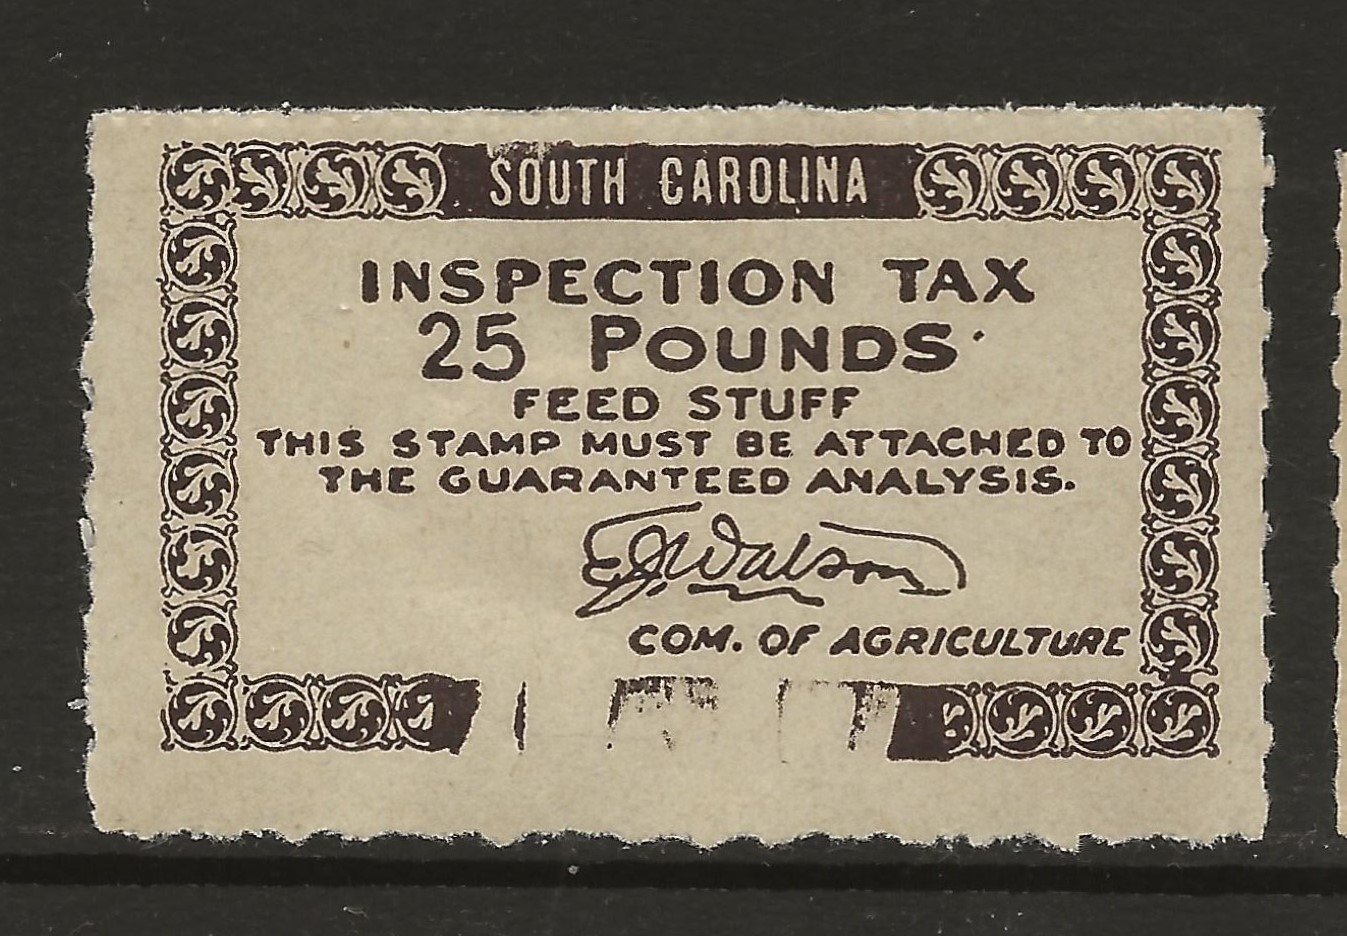 SOUTH CAROLINA
INSPECTION TAX
25 POUNDS
FEED STUFF
THIS STAMP MUST BE ATTACHED TO
THE GUARANTEED ANALYSIS.
E.J. Watson
COM. OF AGRICULTURE